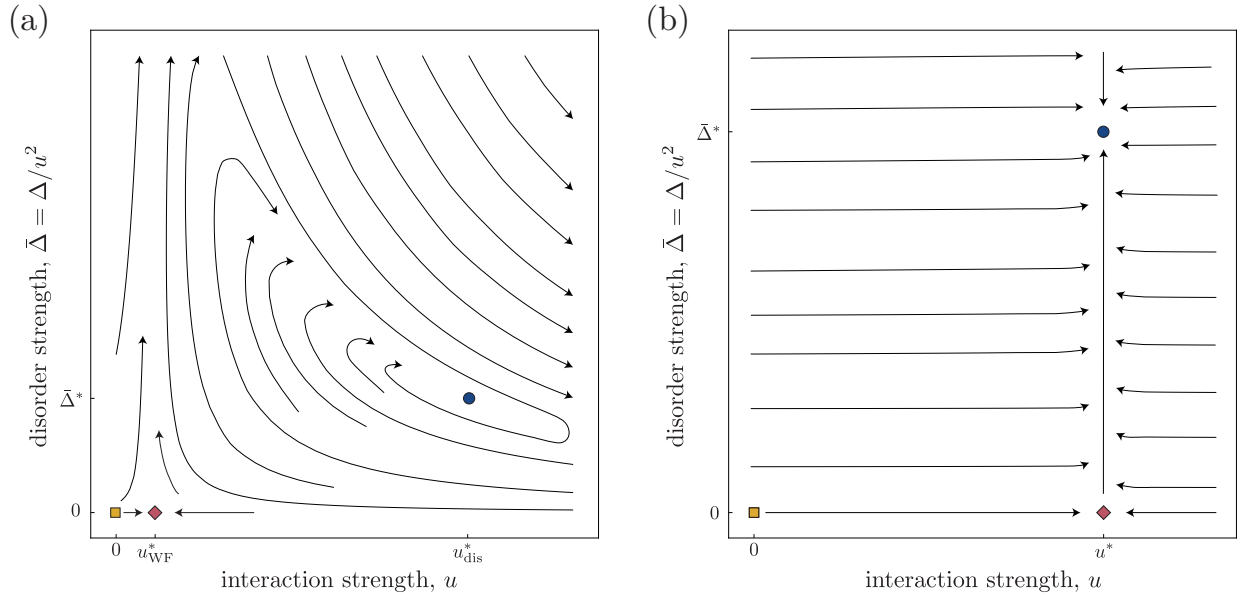 (a)
disorder strength, Δ̄ = Δ/u²
Δ̄*
0
0
u*_WF
u*_dis
interaction strength, u
(b)
disorder strength, Δ̄ = Δ/u²
Δ̄*
0
0
u*
interaction strength, u